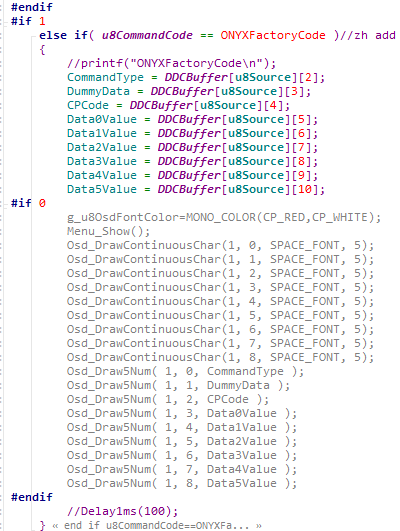 #endif
#if 1
else if( u8CommandCode == ONYXFactoryCode )//zh add
{
//printf("ONYXFactoryCode\n");
CommandType = DDCBuffer[u8Source][2];
DummyData = DDCBuffer[u8Source][3];
CPCode = DDCBuffer[u8Source][4];
Data0Value = DDCBuffer[u8Source][5];
Data1Value = DDCBuffer[u8Source][6];
Data2Value = DDCBuffer[u8Source][7];
Data3Value = DDCBuffer[u8Source][8];
Data4Value = DDCBuffer[u8Source][9];
Data5Value = DDCBuffer[u8Source][10];
#if 0
g_u8OsdFontColor=MONO_COLOR(CP_RED,CP_WHITE);
Menu_Show();
Osd_DrawContinuousChar(1, 0, SPACE_FONT, 5);
Osd_DrawContinuousChar(1, 1, SPACE_FONT, 5);
Osd_DrawContinuousChar(1, 2, SPACE_FONT, 5);
Osd_DrawContinuousChar(1, 3, SPACE_FONT, 5);
Osd_DrawContinuousChar(1, 4, SPACE_FONT, 5);
Osd_DrawContinuousChar(1, 5, SPACE_FONT, 5);
Osd_DrawContinuousChar(1, 6, SPACE_FONT, 5);
Osd_DrawContinuousChar(1, 7, SPACE_FONT, 5);
Osd_DrawContinuousChar(1, 8, SPACE_FONT, 5);
Osd_Draw5Num( 1, 0, CommandType );
Osd_Draw5Num( 1, 1, DummyData );
Osd_Draw5Num( 1, 2, CPCode );
Osd_Draw5Num( 1, 3, Data0Value );
Osd_Draw5Num( 1, 4, Data1Value );
Osd_Draw5Num( 1, 5, Data2Value );
Osd_Draw5Num( 1, 6, Data3Value );
Osd_Draw5Num( 1, 7, Data4Value );
Osd_Draw5Num( 1, 8, Data5Value );
#endif
//Delay1ms(100);
} « end if u8CommandCode==ONYXFa... »